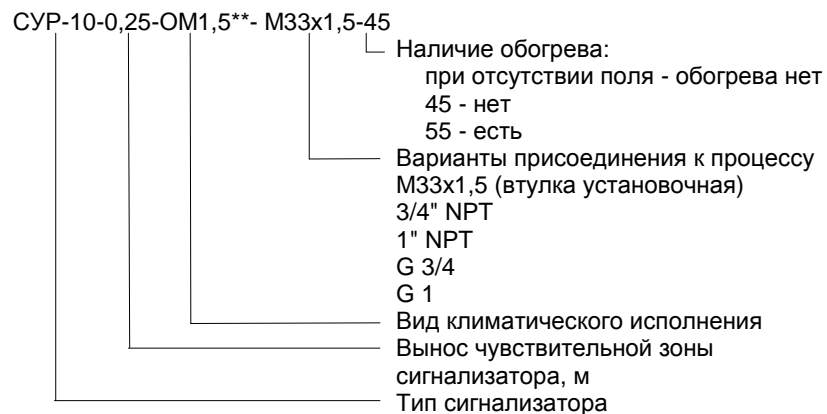 СУР-10-0,25-ОМ1,5**- М33х1,5-45
Наличие обогрева:
при отсутствии поля - обогрева нет
45 - нет
55 - есть
Варианты присоединения к процессу
М33х1,5 (втулка установочная)
3/4" NPT
1" NPT
G 3/4
G 1
Вид климатического исполнения
Вынос чувствительной зоны
сигнализатора, м
Тип сигнализатора